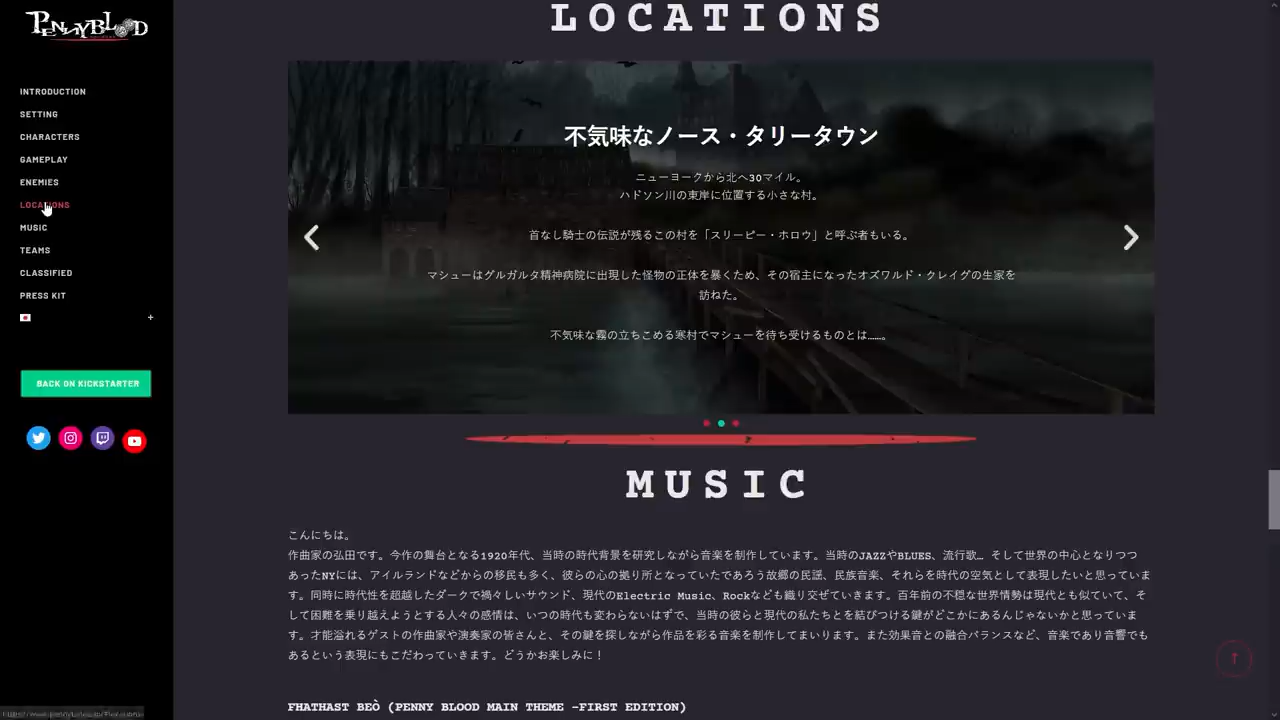 PENNYBLOOD
LOCATIONS
INTRODUCTION
SETTING
CHARACTERS
GAMEPLAY
ENEMIES
LOCATIONS
MUSIC
TEAMS
CLASSIFIED
PRESS KIT
+
BACK ON KICKSTARTER
不気味なノース・タリータウン
ニューヨークから北へ30マイル。
ハドソン川の東岸に位置する小さな村。
首なし騎士の伝説が残るこの村を「スリーピー・ホロウ」と呼ぶ者もいる。
マシューはグルガルタ精神病院に出現した怪物の正体を暴くため、その宿主になったオズワルド・クレイグの生家を
訪ねた。
不気味な霧の立ちこめる寒村でマシューを待ち受けるものとは……。
MUSIC
こんにちは。
作曲家の弘田です。今作の舞台となる1920年代、当時の時代背景を研究しながら音楽を制作しています。当時のJAZZやBLUES、流行歌… そして世界の中心となりつつ
あったNYには、アイルランドなどからの移民も多く、彼らの心の拠り所となっていたであろう故郷の民謡、民族音楽、それらを時代の空気として表現したいと思っていま
す。同時に時代性を超越したダークで禍々しいサウンド、現代のElectric Music、Rockなども織り交ぜていきます。百年前の不穏な世界情勢は現代とも似ていて、そ
して困難を乗り越えようとする人々の感情は、いつの時代も変わらないはずで、当時の彼らと現代の私たちとを結びつける鍵がどこかにあるんじゃないかと思っていま
す。才能溢れるゲストの作曲家や演奏家の皆さんと、その鍵を探しながら作品を彩る音楽を制作してまいります。また効果音との融合バランスなど、音楽であり音響でも
あるという表現にもこだわっていきます。どうかお楽しみに！
FHATHAST BEÒ (PENNY BLOOD MAIN THEME -FIRST EDITION)